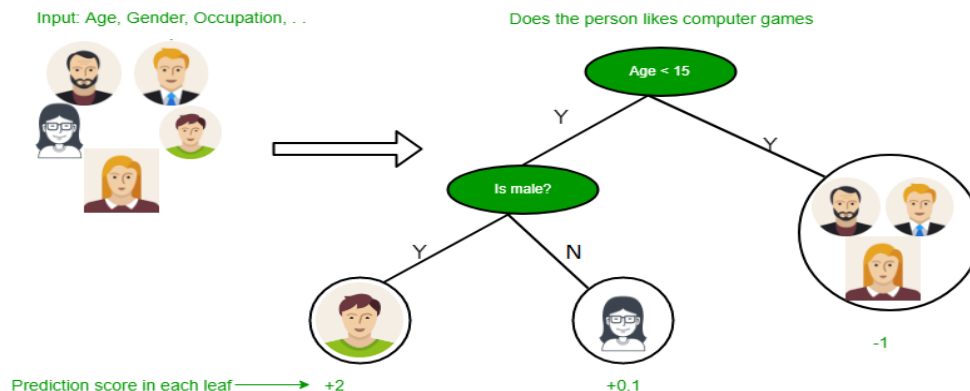 Input: Age, Gender, Occupation, . .
Does the person likes computer games
Age < 15
Y
Y
Is male?
Y
N
-1
Prediction score in each leaf
+2
+0.1